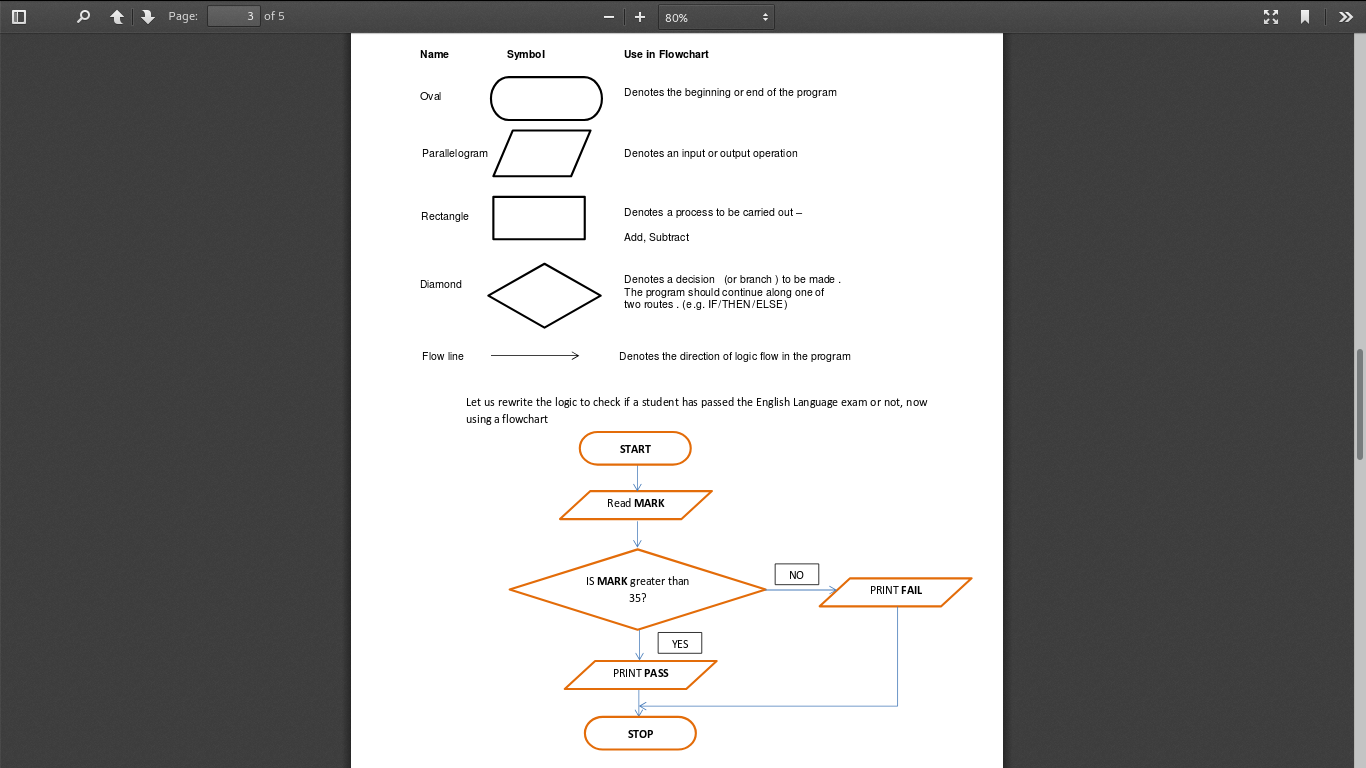 Page: 3 of 5 80%
Name Symbol Use in Flowchart
Oval Denotes the beginning or end of the program
Parallelogram Denotes an input or output operation
Rectangle Denotes a process to be carried out –
Add, Subtract
Diamond Denotes a decision (or branch ) to be made .
The program should continue along one of
two routes . (e.g. IF/THEN/ELSE)
Flow line Denotes the direction of logic flow in the program
Let us rewrite the logic to check if a student has passed the English Language exam or not, now
using a flowchart
START
Read MARK
IS MARK greater than
35?
NO
PRINT FAIL
YES
PRINT PASS
STOP